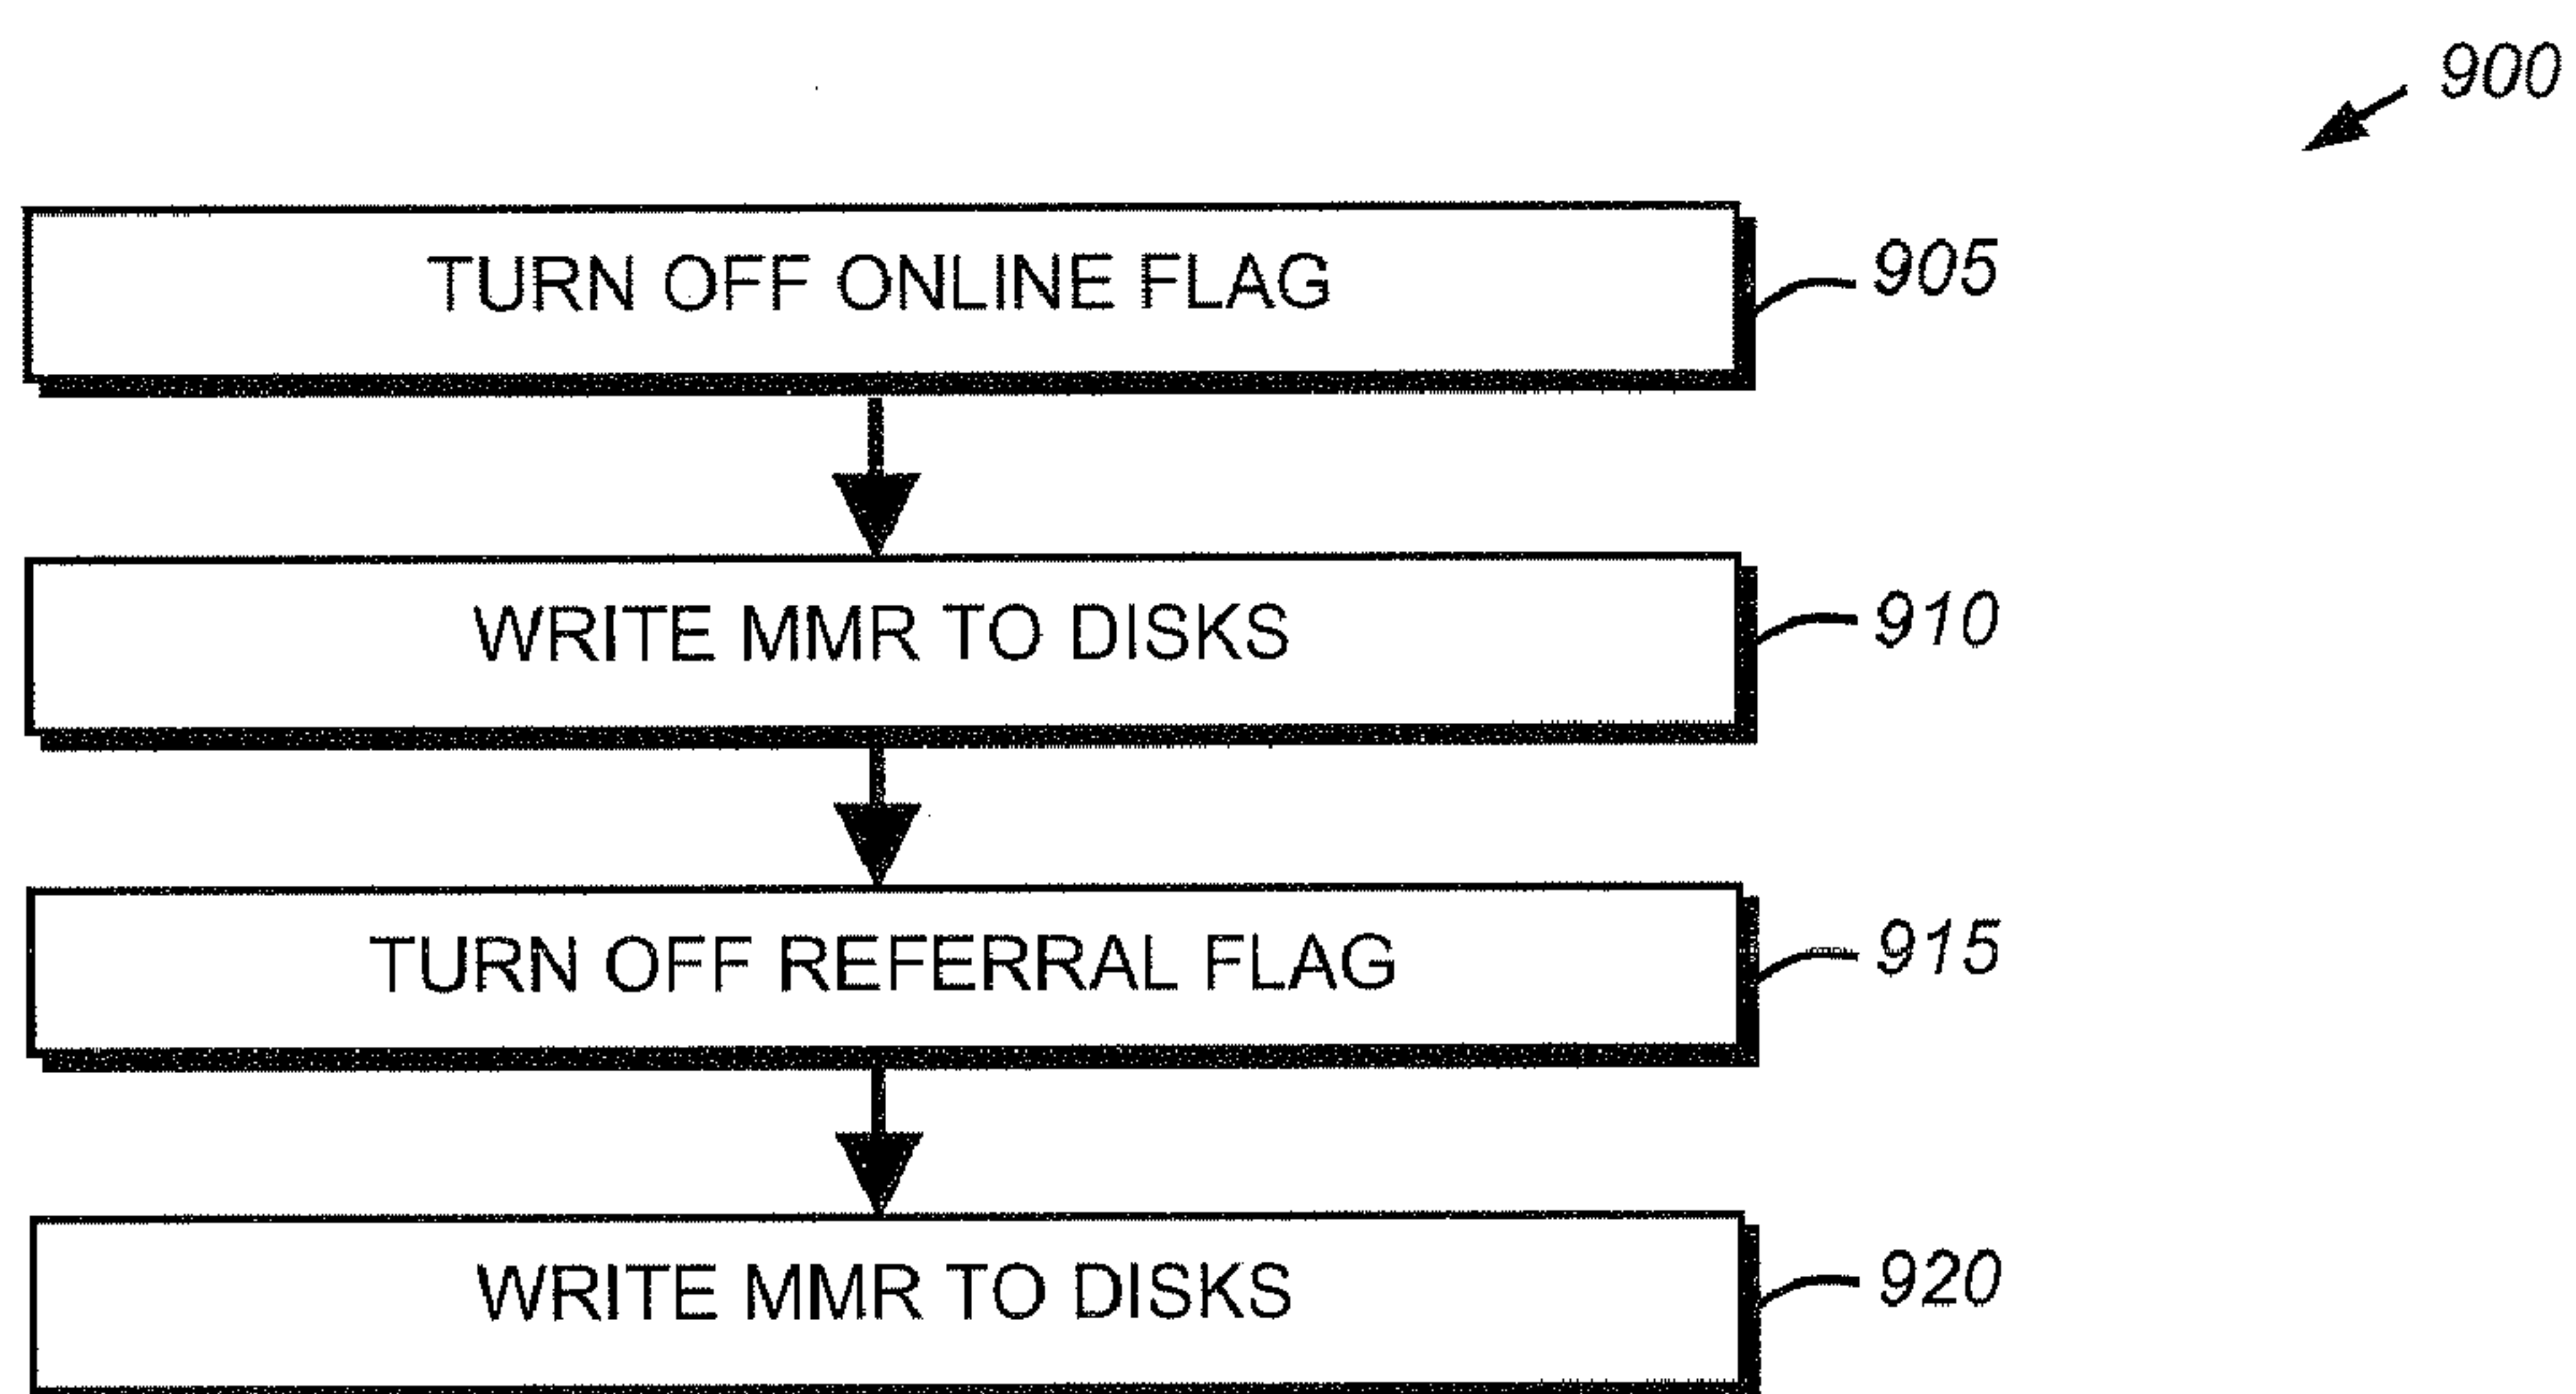 900
TURN OFF ONLINE FLAG
905
WRITE MMR TO DISKS
910
TURN OFF REFERRAL FLAG
915
WRITE MMR TO DISKS
920